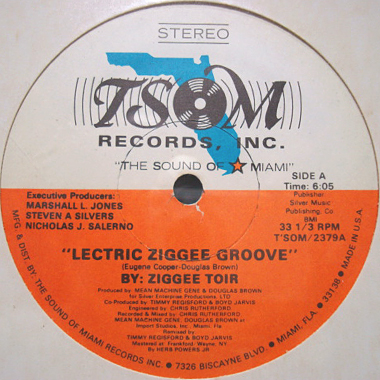 STEREO
TSOM
RECORDS, INC.
"THE SOUND OF ★ MIAMI"
SIDE A
Time: 6:05
Publisher
Silver Music
Publishing. Co
BMI
33 1/3 RPM
T'SOM/2379A
Executive Producers:
MARSHALL L. JONES
STEVEN A SILVERS
NICHOLAS J. SALERNO
"LECTRIC ZIGGEE GROOVE"
(Eugene Cooper-Douglas Brown)
BY: ZIGGEE TOIR
Produced by: MEAN MACHINE GENE & DOUGLAS BROWN
for Silver Enterprise Productions. LTD
Co-Produced by: TIMMY REGISFORD & BOYD JARVIS
Engineered by: CHRIS RUTHERFORD.
Recorded & Mixed by: CHRIS RUTHERFORD,
MEAN MACHINE GENE, DOUGLAS BROWN at -
Import Studios, Inc., Miami. Fla
Remixed by:
TIMMY REGISFORD & BOYD JARVIS
Mastered at: Frankford/Wayne, NY.
By HERB POWERS JR.
MFG. & DIST. BY THE SOUND OF MIAMI RECORDS INC. ● 7326 BISCAYNE BLVD ● MIAMI, FLA ● 33138 ● MADE IN U.S.A.